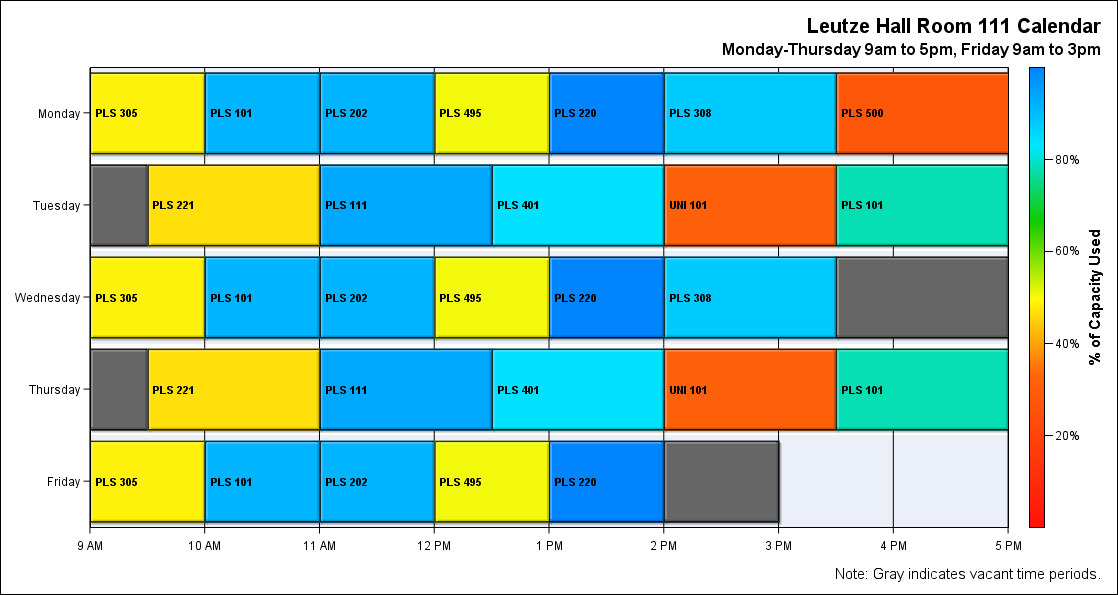 Leutze Hall Room 111 Calendar
Monday-Thursday 9am to 5pm, Friday 9am to 3pm
Monday
PLS 305
PLS 101
PLS 202
PLS 495
PLS 220
PLS 308
PLS 500
Tuesday
PLS 221
PLS 111
PLS 401
UNI 101
PLS 101
Wednesday
PLS 305
PLS 101
PLS 202
PLS 495
PLS 220
PLS 308
Thursday
PLS 221
PLS 111
PLS 401
UNI 101
PLS 101
Friday
PLS 305
PLS 101
PLS 202
PLS 495
PLS 220
9 AM
10 AM
11 AM
12 PM
1 PM
2 PM
3 PM
4 PM
5 PM
80%
60%
40%
20%
% of Capacity Used
Note: Gray indicates vacant time periods.